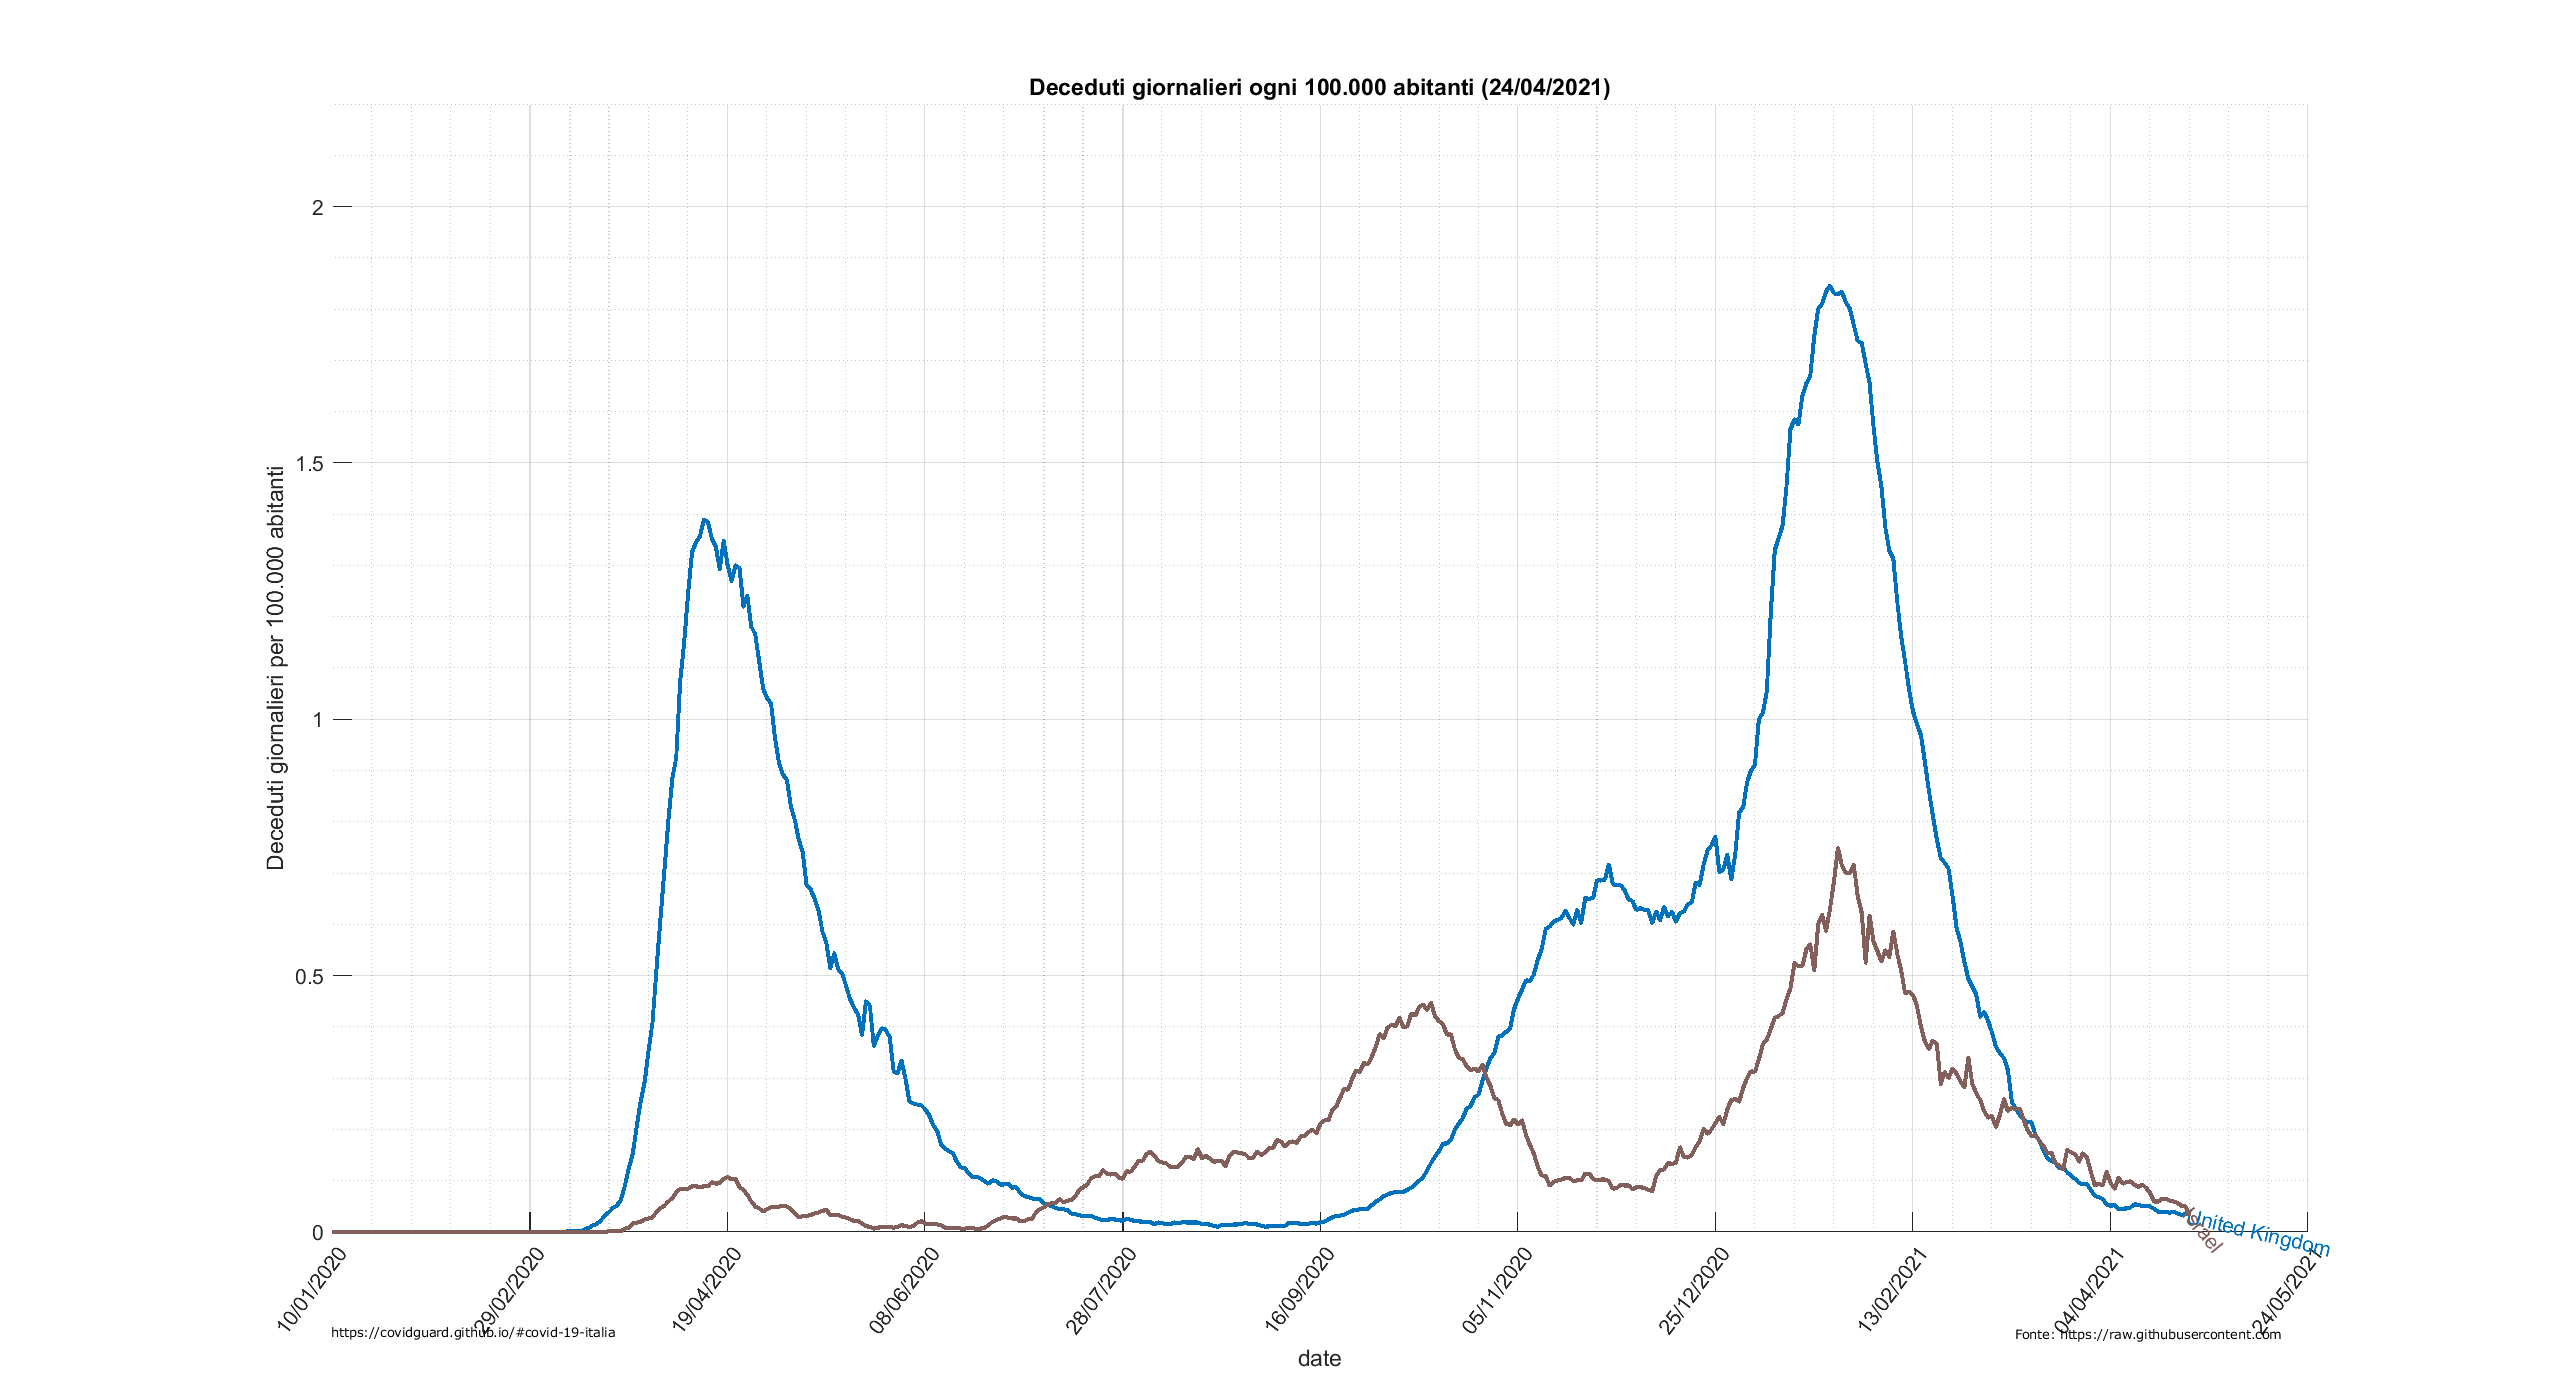 Deceduti giornalieri ogni 100.000 abitanti (24/04/2021)
Deceduti giornalieri per 100.000 abitanti
2
1.5
1
0.5
0
United Kingdom
Israel
10/01/2020
29/02/2020
19/04/2020
08/06/2020
28/07/2020
16/09/2020
05/11/2020
25/12/2020
13/02/2021
04/04/2021
24/05/2021
https://covidguard.github.io/#covid-19-italia
Fonte: https://raw.githubusercontent.com
date